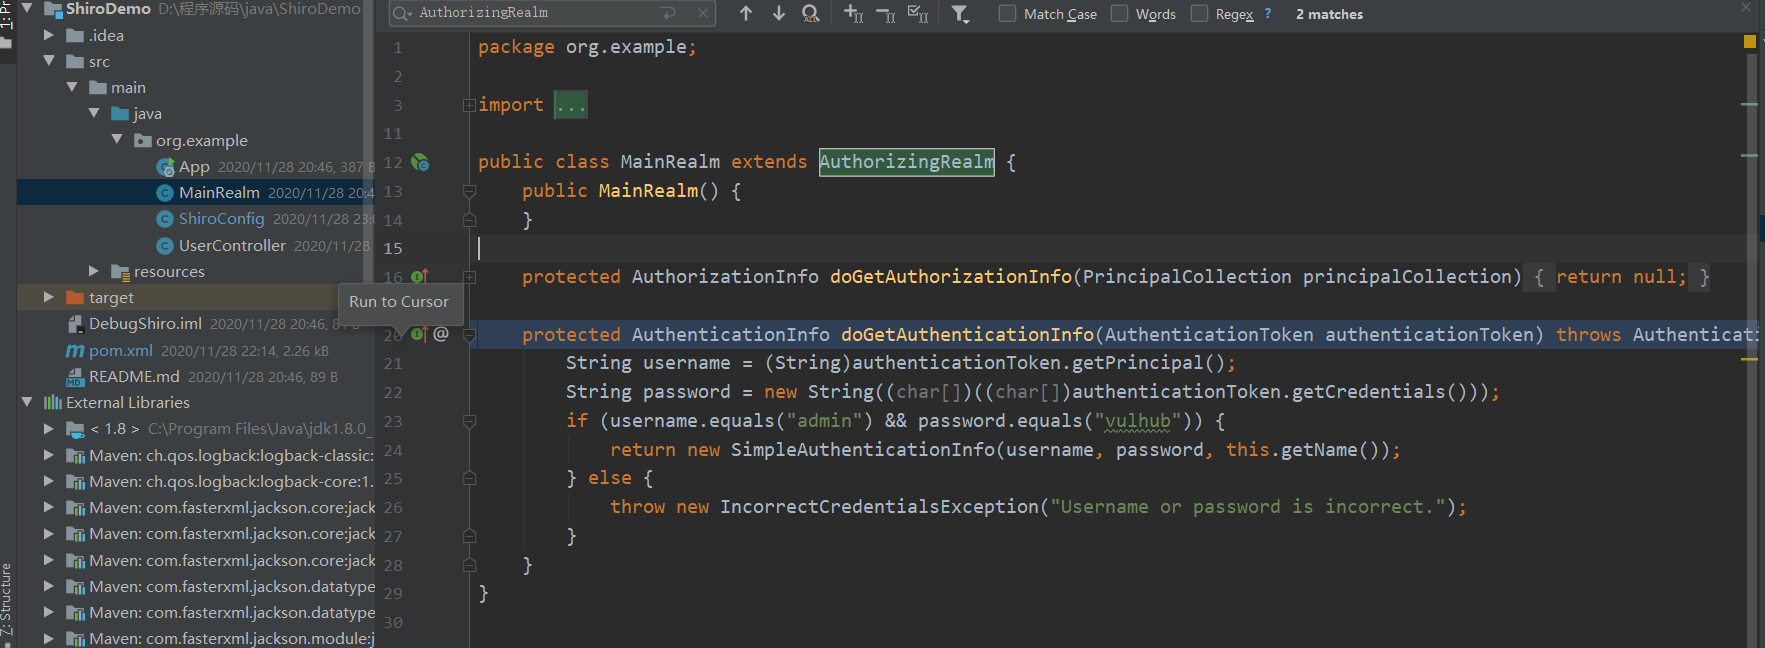 1: Pr
ShiroDemo D:\程序源码\java\ShiroDemo
.idea
src
main
java
org.example
App 2020/11/28 20:46, 387 B
MainRealm 2020/11/28 20:4
ShiroConfig 2020/11/28 23:
UserController 2020/11/28
resources
target
DebugShiro.iml 2020/11/28 20:46, 81 B
pom.xml 2020/11/28 22:14, 2.26 kB
README.md 2020/11/28 20:46, 89 B
External Libraries
< 1.8 > C:\Program Files\Java\jdk1.8.0_
Maven: ch.qos.logback:logback-classic:
Maven: ch.qos.logback:logback-core:1.
Maven: com.fasterxml.jackson.core:jack
Maven: com.fasterxml.jackson.core:jack
Maven: com.fasterxml.jackson.core:jack
Maven: com.fasterxml.jackson.datatype
Maven: com.fasterxml.jackson.datatype
Maven: com.fasterxml.jackson.module:j
Z: Structure
Run to Cursor
AuthorizingRealm Match Case Words Regex ? 2 matches
1 package org.example;
2
3 import ...
11
12 public class MainRealm extends AuthorizingRealm {
13 public MainRealm() {
14 }
15
16 protected AuthorizationInfo doGetAuthorizationInfo(PrincipalCollection principalCollection) { return null; }
20 @ protected AuthenticationInfo doGetAuthenticationInfo(AuthenticationToken authenticationToken) throws Authenticati
21 String username = (String)authenticationToken.getPrincipal();
22 String password = new String((char[])((char[])authenticationToken.getCredentials()));
23 if (username.equals("admin") && password.equals("vulhub")) {
24 return new SimpleAuthenticationInfo(username, password, this.getName());
25 } else {
26 throw new IncorrectCredentialsException("Username or password is incorrect.");
27 }
28 }
29 }
30